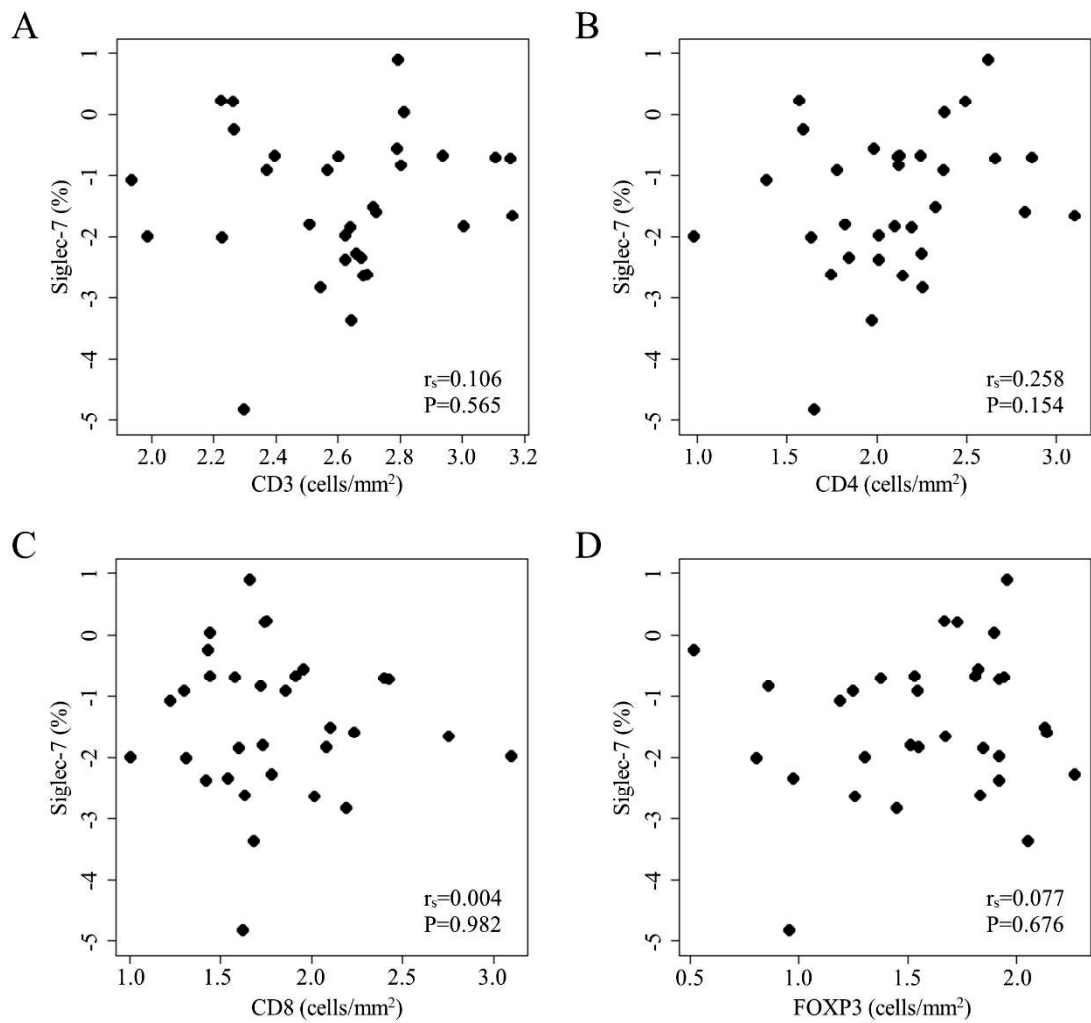 A
1
0
-1
-2
-3
-4
-5
Siglec-7 (%)
rₛ=0.106
P=0.565
2.0 2.2 2.4 2.6 2.8 3.0 3.2
CD3 (cells/mm²)
B
1
0
-1
-2
-3
-4
-5
Siglec-7 (%)
rₛ=0.258
P=0.154
1.0 1.5 2.0 2.5 3.0
CD4 (cells/mm²)
C
1
0
-1
-2
-3
-4
-5
Siglec-7 (%)
rₛ=0.004
P=0.982
1.0 1.5 2.0 2.5 3.0
CD8 (cells/mm²)
D
1
0
-1
-2
-3
-4
-5
Siglec-7 (%)
rₛ=0.077
P=0.676
0.5 1.0 1.5 2.0
FOXP3 (cells/mm²)